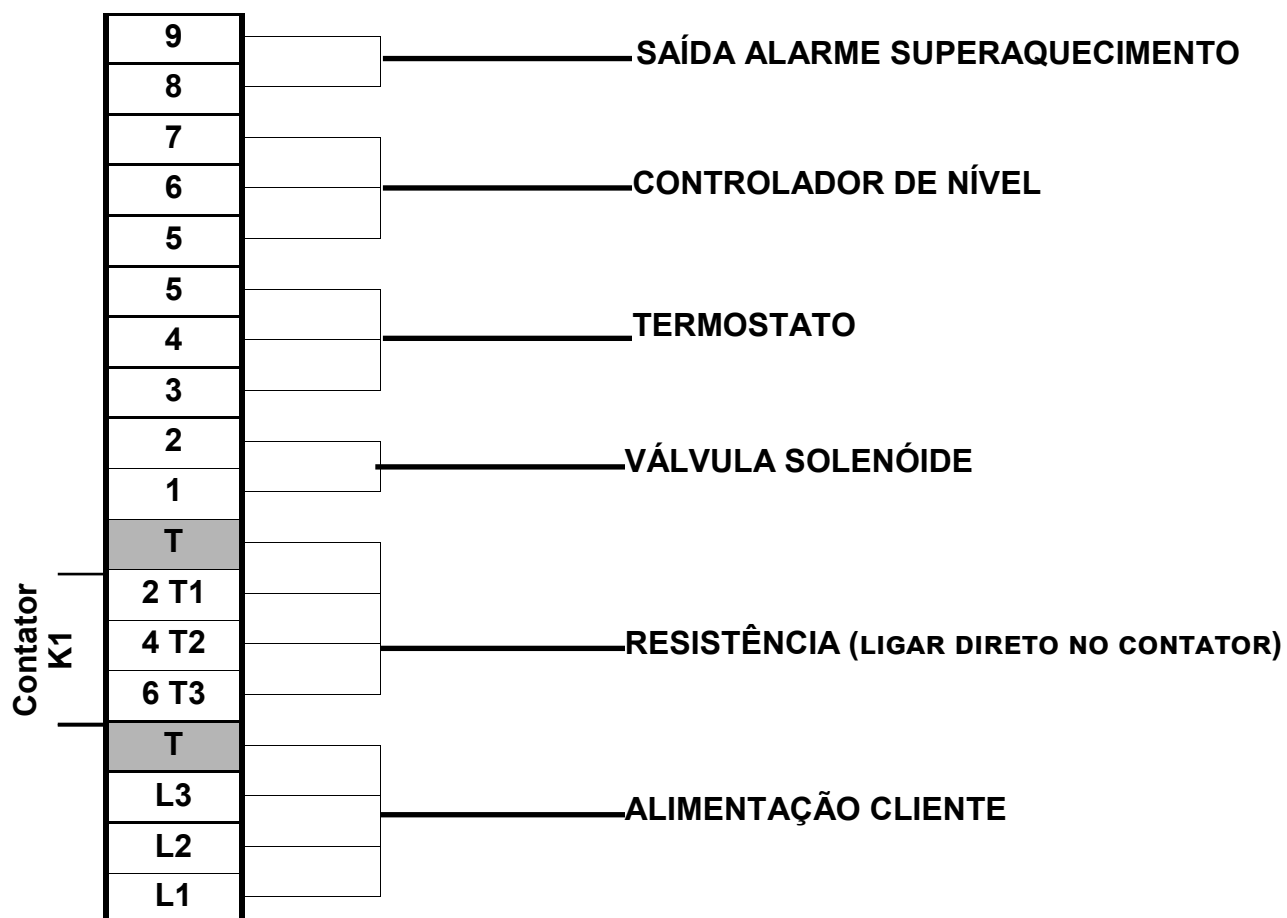 9
SAÍDA ALARME SUPERAQUECIMENTO
8
7
6
CONTROLADOR DE NÍVEL
5
5
4
TERMOSTATO
3
2
VÁLVULA SOLENÓIDE
1
T
Contator
K1
2 T1
4 T2
RESISTÊNCIA (LIGAR DIRETO NO CONTATOR)
6 T3
T
L3
ALIMENTAÇÃO CLIENTE
L2
L1